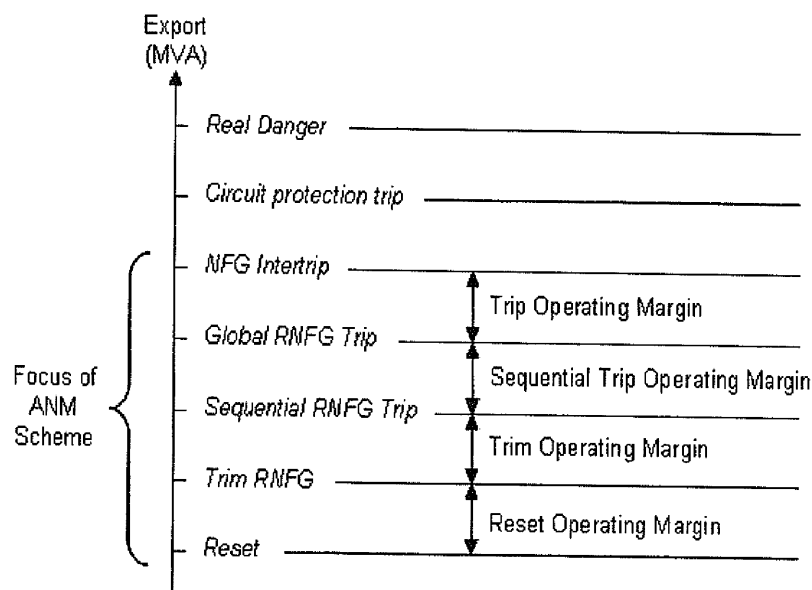 Export
(MVA)
Real Danger
Circuit protection trip
NFG Intertrip
Trip Operating Margin
Global RNFG Trip
Sequential Trip Operating Margin
Focus of
ANM
Scheme
Sequential RNFG Trip
Trim Operating Margin
Trim RNFG
Reset Operating Margin
Reset